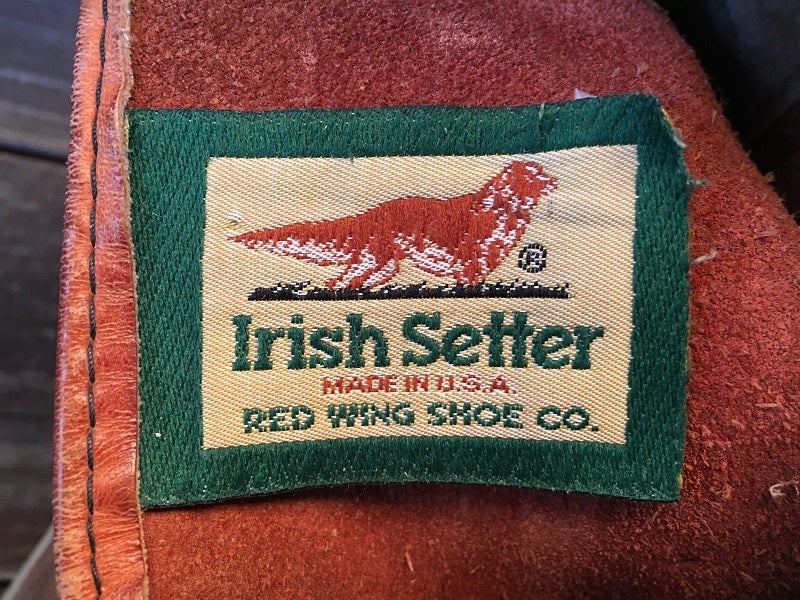 ®
Irish Setter
MADE IN U.S.A.
RED WING SHOE CO.